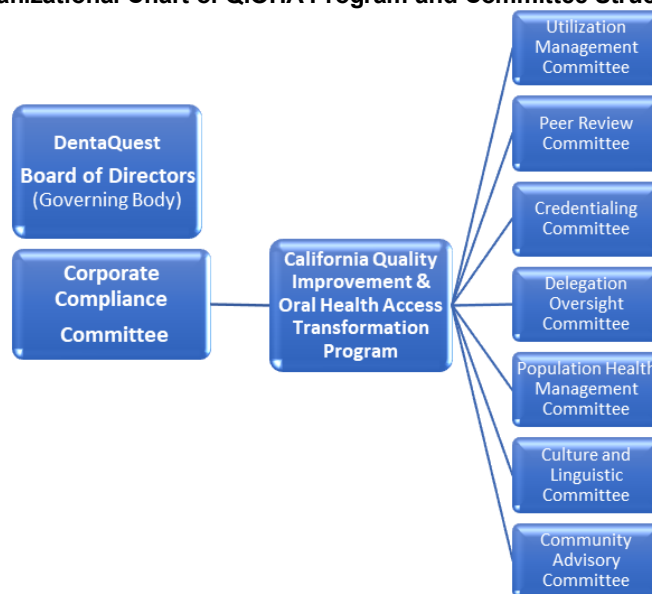 DentaQuest
Board of Directors
(Governing Body)
Corporate
Compliance
Committee
California Quality
Improvement &
Oral Health Access
Transformation
Program
Utilization
Management
Committee
Peer Review
Committee
Credentialing
Committee
Delegation
Oversight
Committee
Population Health
Management
Committee
Culture and
Linguistic
Committee
Community
Advisory
Committee